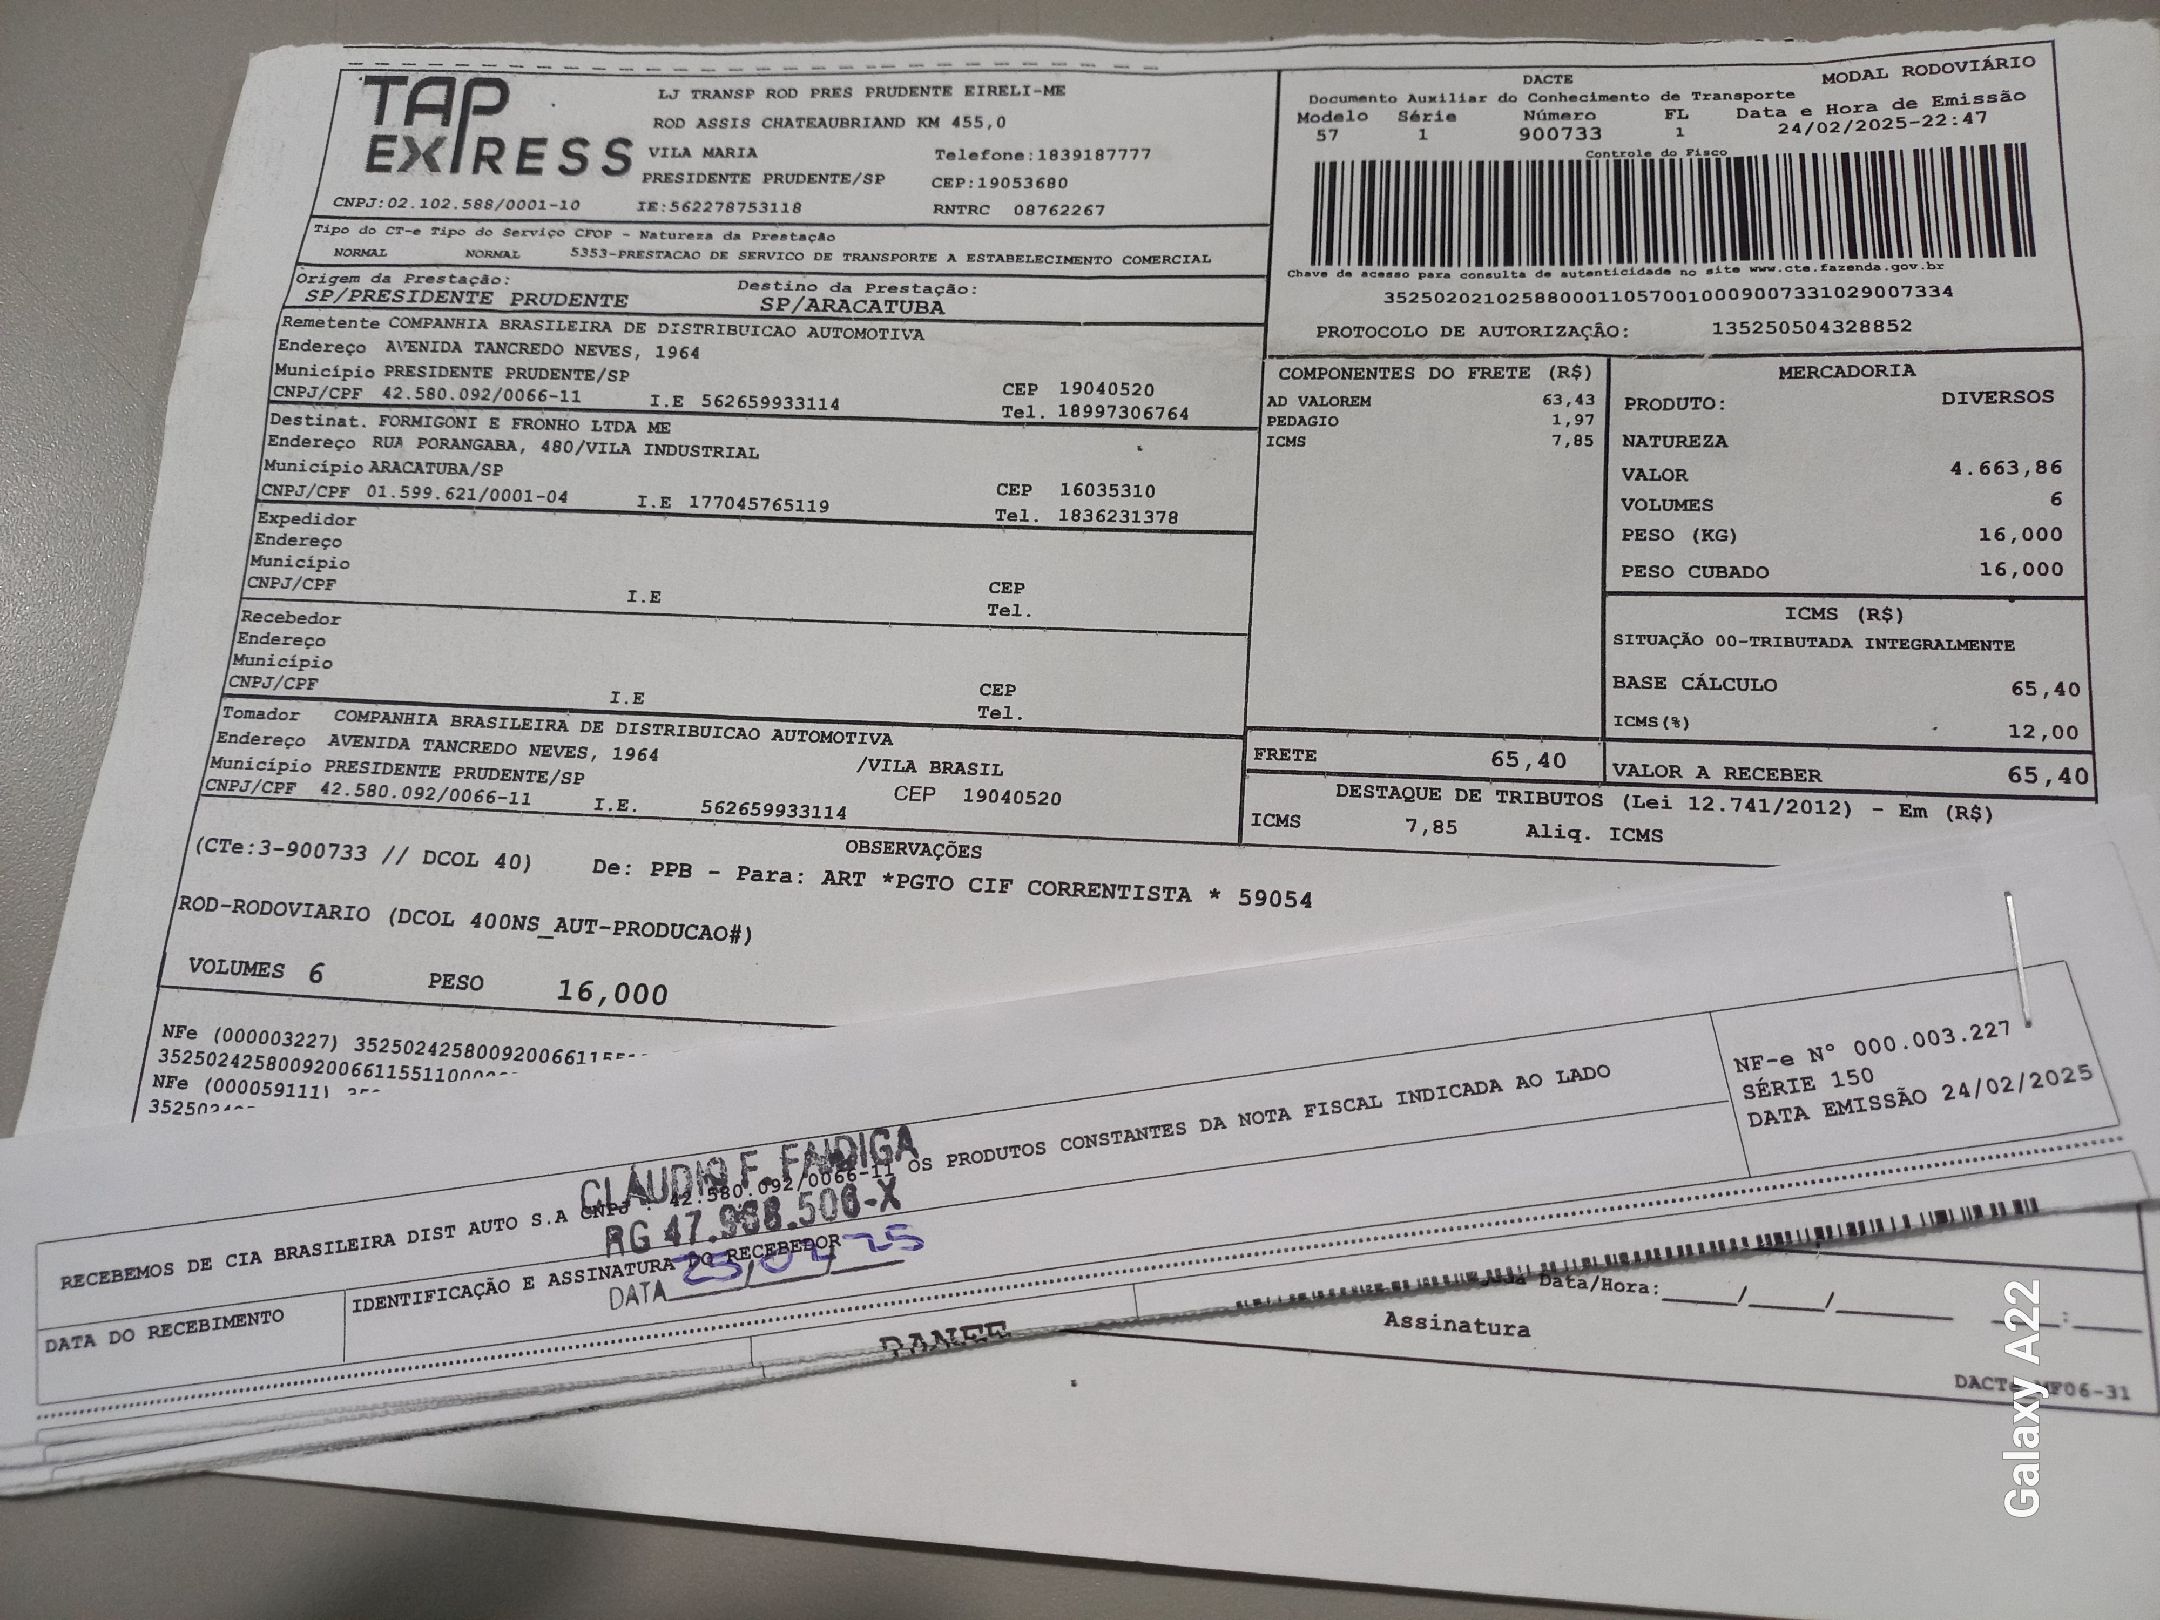 TAP EXPRESS
LJ TRANSP ROD PRES PRUDENTE EIRELI-ME
ROD ASSIS CHATEAUBRIAND KM 455,0
VILA MARIA Telefone:1839187777
PRESIDENTE PRUDENTE/SP CEP:19053680
CNPJ:02.102.588/0001-10 IE:562278753118 RNTRC 08762267
Tipo do CT-e Tipo do Serviço CFOP - Natureza da Prestação
NORMAL NORMAL 5353-PRESTACAO DE SERVICO DE TRANSPORTE A ESTABELECIMENTO COMERCIAL
Origem da Prestação: Destino da Prestação:
SP/PRESIDENTE PRUDENTE SP/ARACATUBA
DACTE MODAL RODOVIÁRIO
Documento Auxiliar do Conhecimento de Transporte
Modelo Série Número FL Data e Hora de Emissão
57 1 900733 1 24/02/2025-22:47
Controle do Fisco
Chave de acesso para consulta de autenticidade no site www.cte.fazenda.gov.br
35250202102588000110570010009007331029007334
PROTOCOLO DE AUTORIZAÇÃO: 135250504328852
Remetente COMPANHIA BRASILEIRA DE DISTRIBUICAO AUTOMOTIVA
Endereço AVENIDA TANCREDO NEVES, 1964
Município PRESIDENTE PRUDENTE/SP CEP 19040520
CNPJ/CPF 42.580.092/0066-11 I.E 562659933114 Tel. 18997306764
Destinat. FORMIGONI E FRONHO LTDA ME
Endereço RUA PORANGABA, 480/VILA INDUSTRIAL
Município ARACATUBA/SP CEP 16035310
CNPJ/CPF 01.599.621/0001-04 I.E 177045765119 Tel. 1836231378
Expedidor
Endereço
Município CEP
CNPJ/CPF I.E Tel.
Recebedor
Endereço
Município CEP
CNPJ/CPF I.E Tel.
Tomador COMPANHIA BRASILEIRA DE DISTRIBUICAO AUTOMOTIVA
Endereço AVENIDA TANCREDO NEVES, 1964 /VILA BRASIL
Município PRESIDENTE PRUDENTE/SP CEP 19040520
CNPJ/CPF 42.580.092/0066-11 I.E. 562659933114
COMPONENTES DO FRETE (R$)
AD VALOREM 63,43
PEDAGIO 1,97
ICMS 7,85
MERCADORIA
PRODUTO: DIVERSOS
NATUREZA
VALOR 4.663,86
VOLUMES 6
PESO (KG) 16,000
PESO CUBADO 16,000
ICMS (R$)
SITUAÇÃO 00-TRIBUTADA INTEGRALMENTE
BASE CÁLCULO 65,40
ICMS(%) 12,00
FRETE 65,40 VALOR A RECEBER 65,40
DESTAQUE DE TRIBUTOS (Lei 12.741/2012) - Em (R$)
ICMS 7,85 Aliq. ICMS
OBSERVAÇÕES
(CTe:3-900733 // DCOL 40) De: PPB - Para: ART *PGTO CIF CORRENTISTA * 59054
ROD-RODOVIARIO (DCOL 400NS_AUT-PRODUCAO#)
VOLUMES 6 PESO 16,000
NFe (000003227)
NFe (000059111)
RECEBEMOS DE CIA BRASILEIRA DIST AUTO S.A CNPJ : 42.580.092/0066-11 OS PRODUTOS CONSTANTES DA NOTA FISCAL INDICADA AO LADO
NF-e Nº 000.003.227
SÉRIE 150
DATA EMISSÃO 24/02/2025
DATA DO RECEBIMENTO IDENTIFICAÇÃO E ASSINATURA DO RECEBEDOR
CLÁUDIO F.
RG 47.988.506-X
DATA 25/02/25
DANFE
Data/Hora:____/____/______ ____:____
Assinatura
MF06-31
Galaxy A22